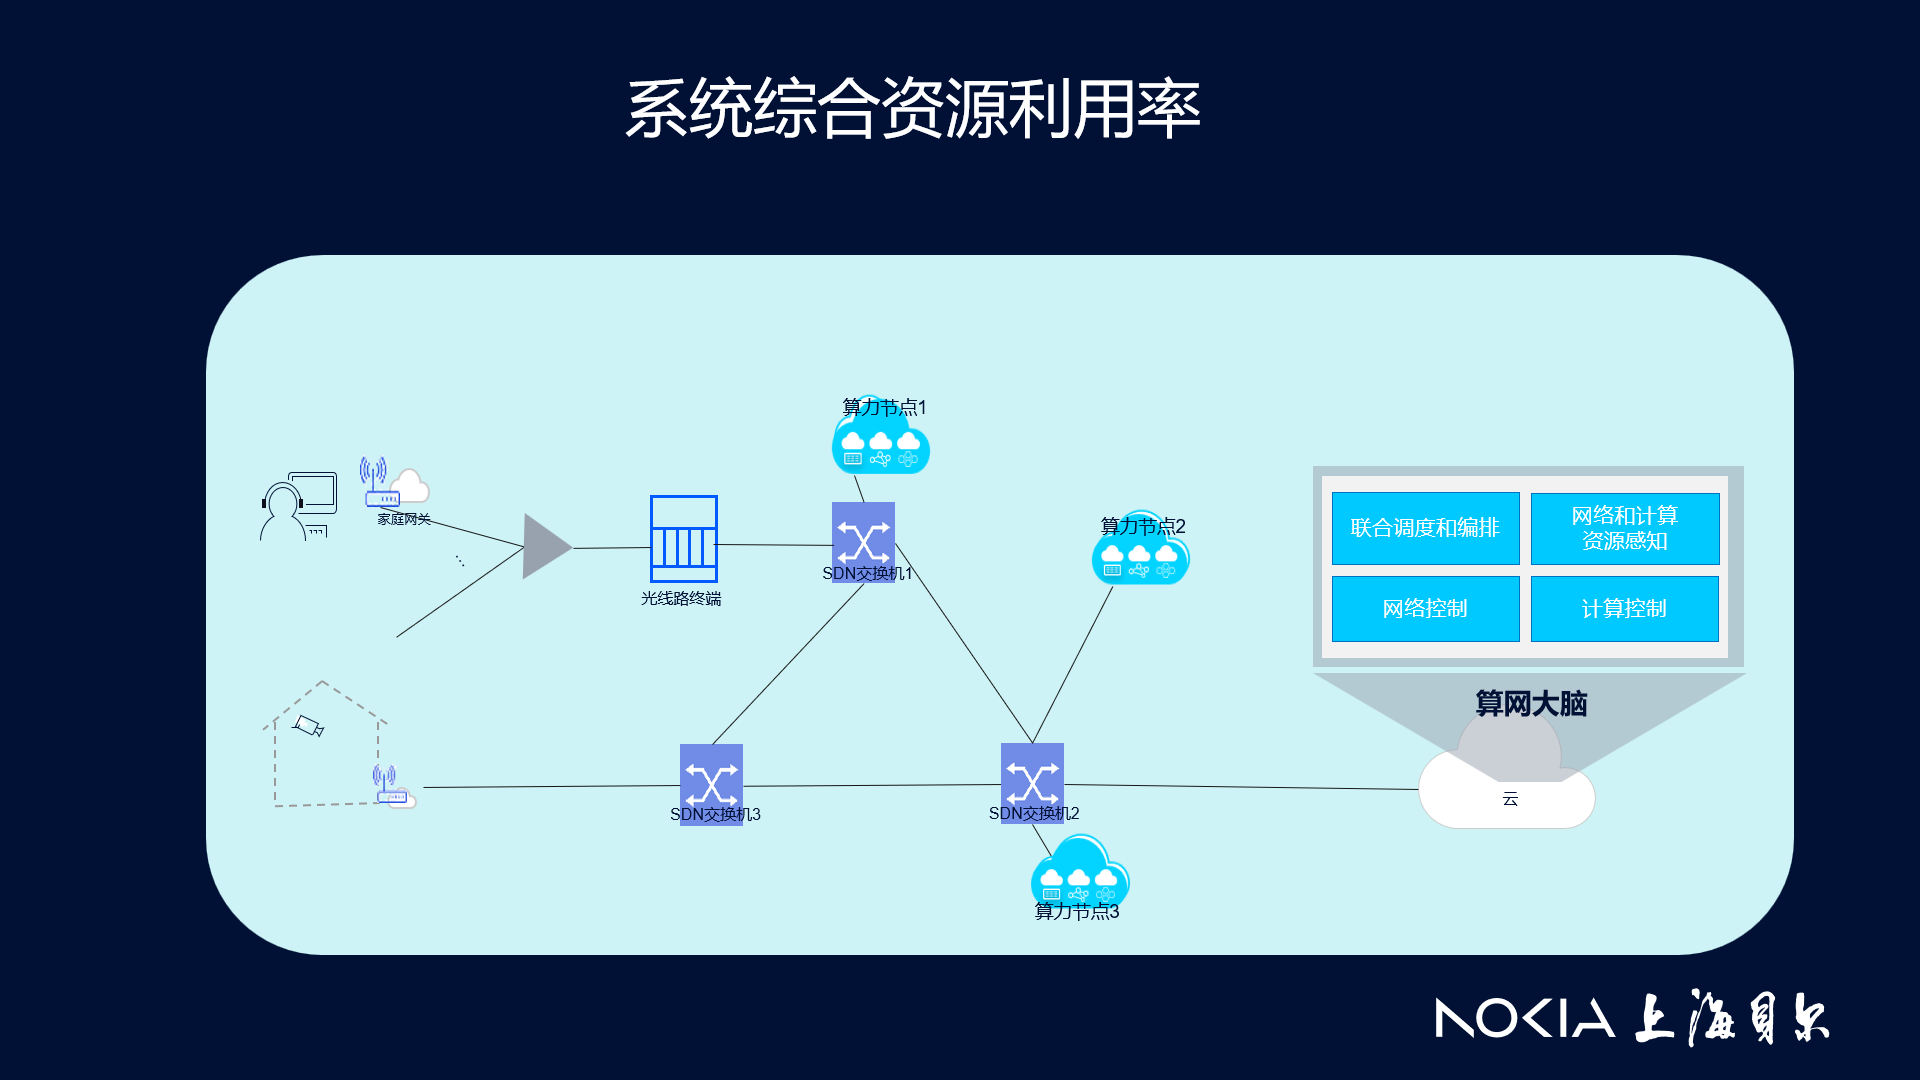 系统综合资源利用率
算力节点1
家庭网关
算力节点2
联合调度和编排
网络和计算
资源感知
SDN交换机1
光线路终端
网络控制
计算控制
算网大脑
云
SDN交换机3
SDN交换机2
算力节点3
NOKIA 上海贝尔